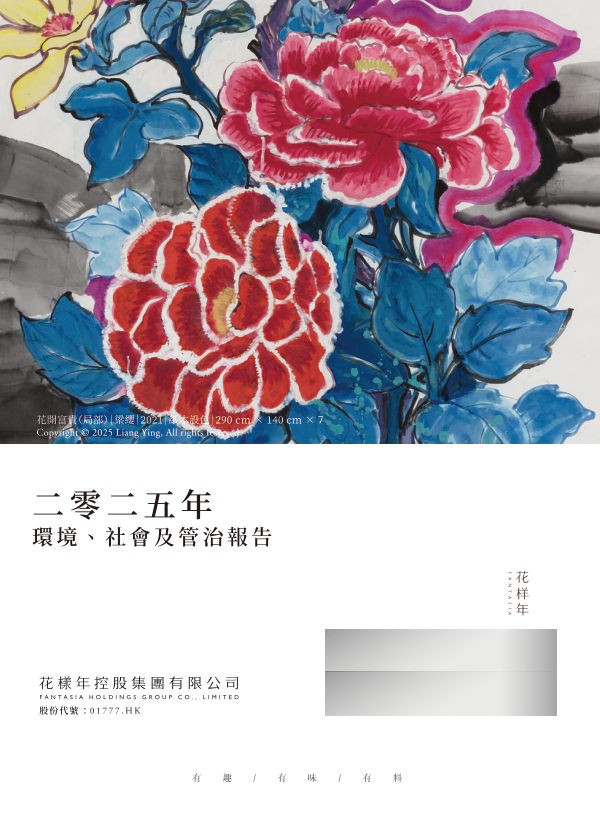 花開富貴(局部)|梁纓|2021|紙本設色|290 cm × 140 cm × 7
Copyright © 2025 Liang Ying. All rights reserved
二零二五年
環境、社會及管治報告
花样年
FANTASIA
花樣年控股集團有限公司
FANTASIA HOLDINGS GROUP CO., LIMITED
股份代號：01777.HK
有趣/有味/有料